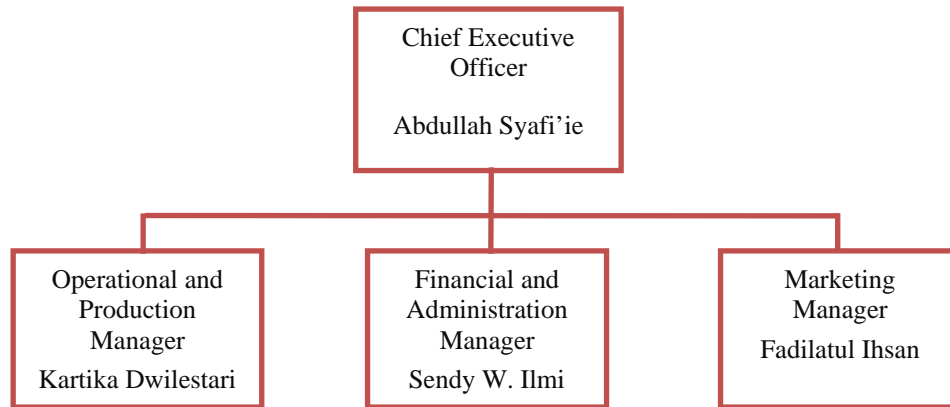 Chief Executive
Officer
Abdullah Syafi’ie
Operational and
Production
Manager
Kartika Dwilestari
Financial and
Administration
Manager
Sendy W. Ilmi
Marketing
Manager
Fadilatul Ihsan